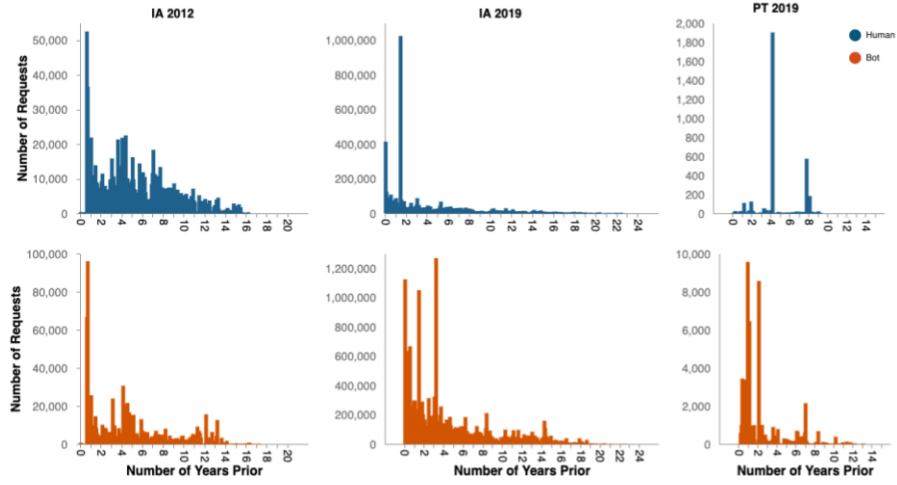 IA 2012
IA 2019
PT 2019
Human
Bot
Number of Requests
50,000
40,000
30,000
20,000
10,000
0
0 2 4 6 8 10 12 14 16 18 20
1,000,000
800,000
600,000
400,000
200,000
0
0 2 4 6 8 10 12 14 16 18 20 22 24
2,000
1,800
1,600
1,400
1,200
1,000
800
600
400
200
0
0 2 4 6 8 10 12 14
Number of Requests
100,000
80,000
60,000
40,000
20,000
0
0 2 4 6 8 10 12 14 16 18 20
Number of Years Prior
1,200,000
1,000,000
800,000
600,000
400,000
200,000
0
0 2 4 6 8 10 12 14 16 18 20 22 24
Number of Years Prior
10,000
8,000
6,000
4,000
2,000
0
0 2 4 6 8 10 12 14
Number of Years Prior